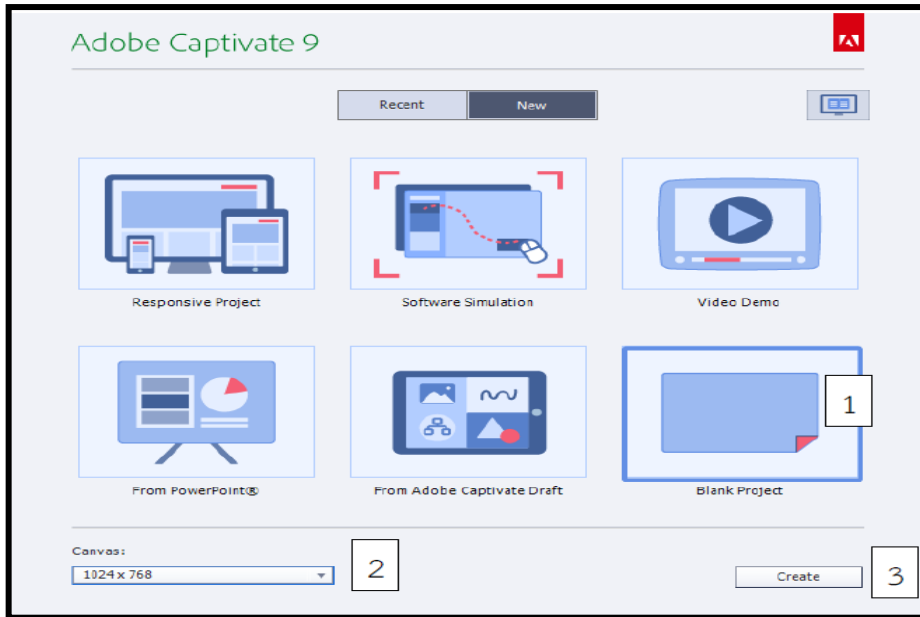 Adobe Captivate 9
Recent
New
Responsive Project
Software Simulation
Video Demo
1
From PowerPoint®
From Adobe Captivate Draft
Blank Project
Canvas:
1024 x 768
2
Create
3